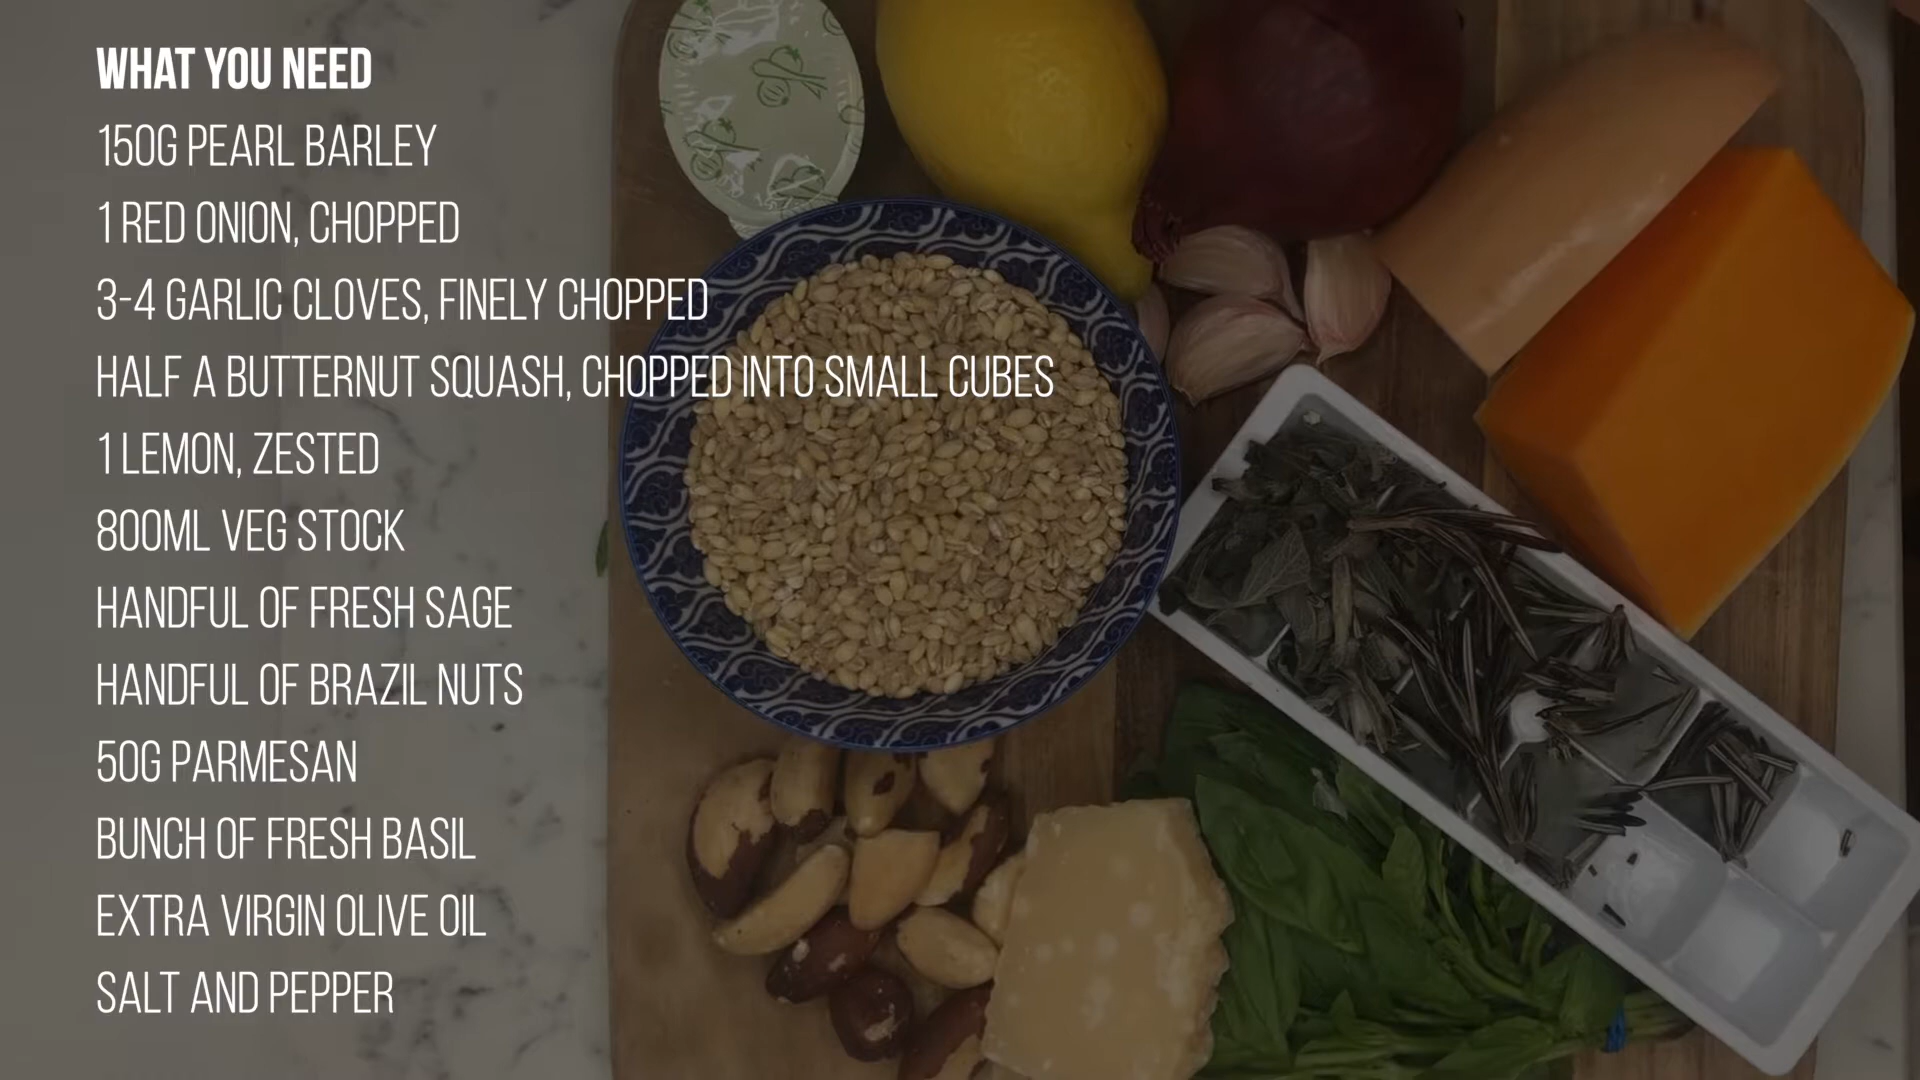 WHAT YOU NEED
150G PEARL BARLEY
1 RED ONION, CHOPPED
3-4 GARLIC CLOVES, FINELY CHOPPED
HALF A BUTTERNUT SQUASH, CHOPPED INTO SMALL CUBES
1 LEMON, ZESTED
800ML VEG STOCK
HANDFUL OF FRESH SAGE
HANDFUL OF BRAZIL NUTS
50G PARMESAN
BUNCH OF FRESH BASIL
EXTRA VIRGIN OLIVE OIL
SALT AND PEPPER